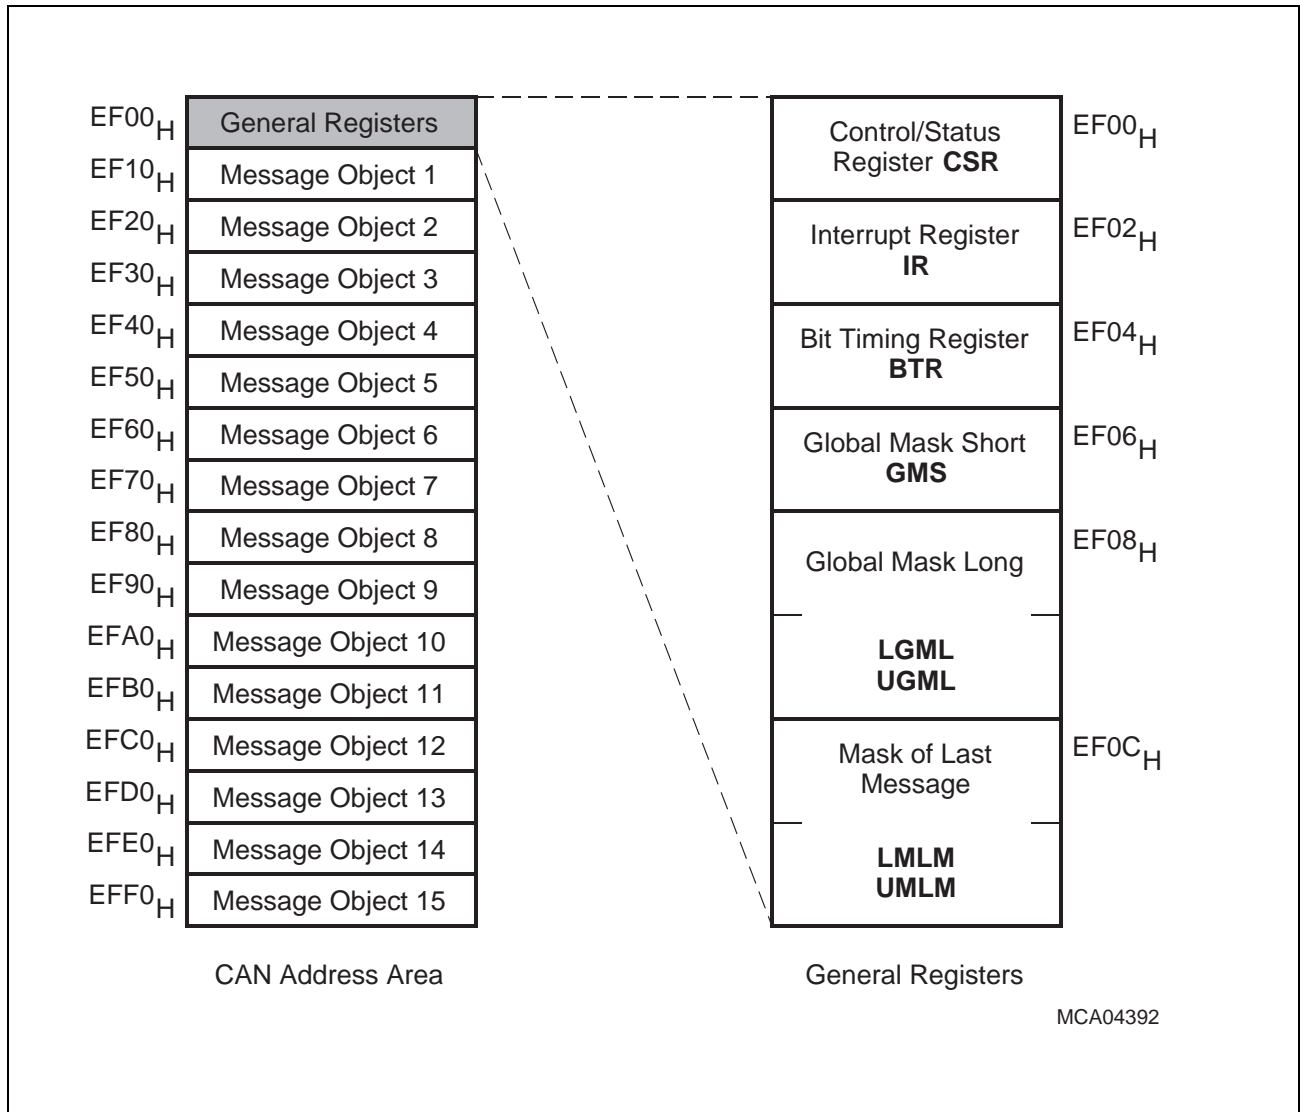 EF00H
General Registers
EF10H
Message Object 1
EF20H
Message Object 2
EF30H
Message Object 3
EF40H
Message Object 4
EF50H
Message Object 5
EF60H
Message Object 6
EF70H
Message Object 7
EF80H
Message Object 8
EF90H
Message Object 9
EFA0H
Message Object 10
EFB0H
Message Object 11
EFC0H
Message Object 12
EFD0H
Message Object 13
EFE0H
Message Object 14
EFF0H
Message Object 15
CAN Address Area
Control/Status
Register CSR
EF00H
Interrupt Register
IR
EF02H
Bit Timing Register
BTR
EF04H
Global Mask Short
GMS
EF06H
Global Mask Long
EF08H
LGML
UGML
Mask of Last
Message
EF0CH
LMLM
UMLM
General Registers
MCA04392